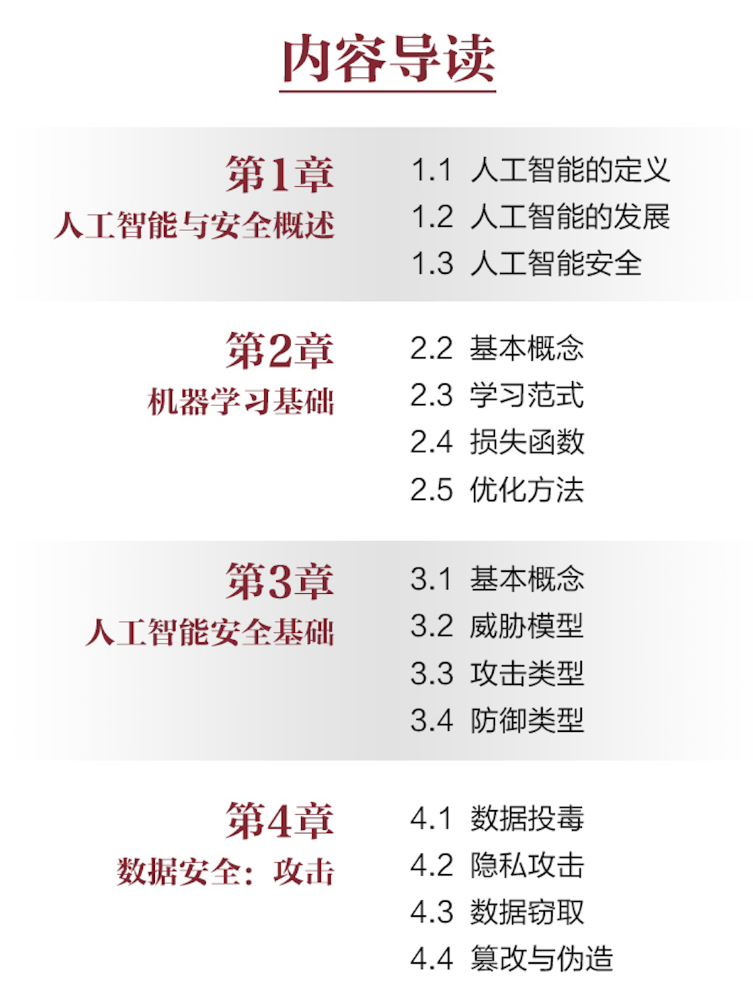 内容导读
第1章
人工智能与安全概述
1.1 人工智能的定义
1.2 人工智能的发展
1.3 人工智能安全
第2章
机器学习基础
2.2 基本概念
2.3 学习范式
2.4 损失函数
2.5 优化方法
第3章
人工智能安全基础
3.1 基本概念
3.2 威胁模型
3.3 攻击类型
3.4 防御类型
第4章
数据安全：攻击
4.1 数据投毒
4.2 隐私攻击
4.3 数据窃取
4.4 篡改与伪造